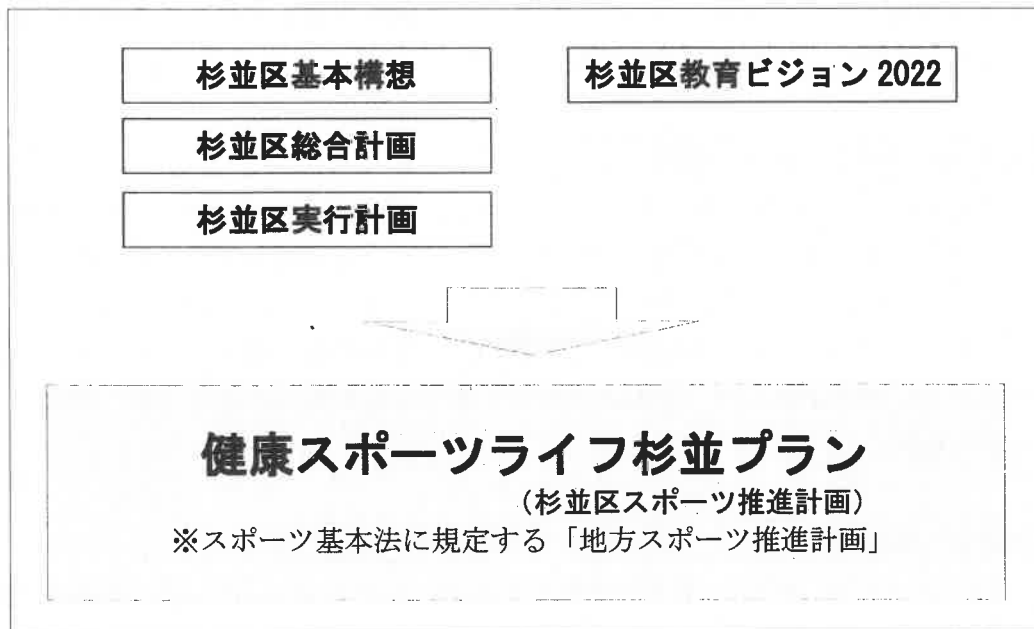 杉並区基本構想
杉並区教育ビジョン 2022
杉並区総合計画
杉並区実行計画
健康スポーツライフ杉並プラン
(杉並区スポーツ推進計画)
※スポーツ基本法に規定する「地方スポーツ推進計画」